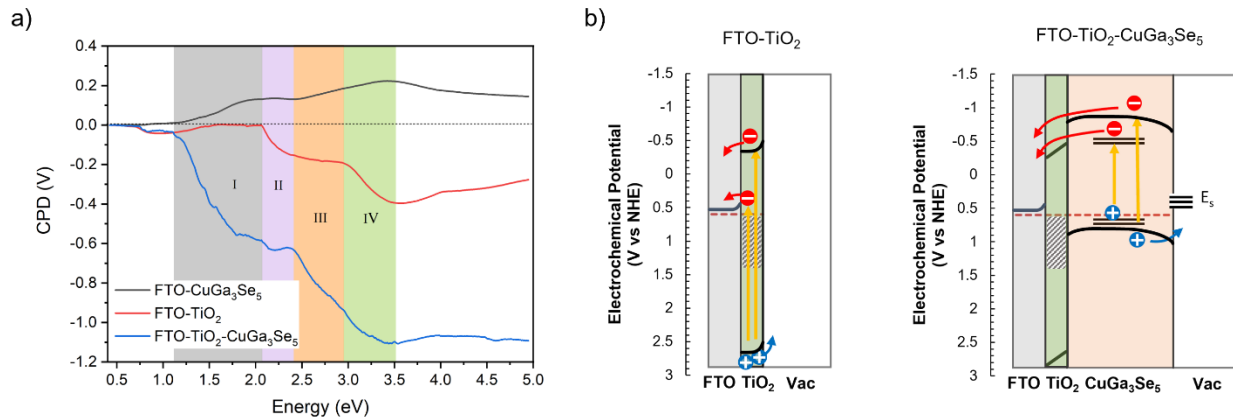 a)
CPD (V)
0.4
0.2
0.0
-0.2
-0.4
-0.6
-0.8
-1.0
-1.2
I
II
III
IV
FTO-CuGa₃Se₅
FTO-TiO₂
FTO-TiO₂-CuGa₃Se₅
0.5 1.0 1.5 2.0 2.5 3.0 3.5 4.0 4.5 5.0
Energy (eV)
b)
FTO-TiO₂
Electrochemical Potential
(V vs NHE)
-1.5
-1
-0.5
0
0.5
1
1.5
2
2.5
3
FTO TiO₂ Vac
FTO-TiO₂-CuGa₃Se₅
Electrochemical Potential
(V vs NHE)
-1.5
-1
-0.5
0
0.5
1
1.5
2
2.5
3
Eₛ
FTO TiO₂ CuGa₃Se₅ Vac